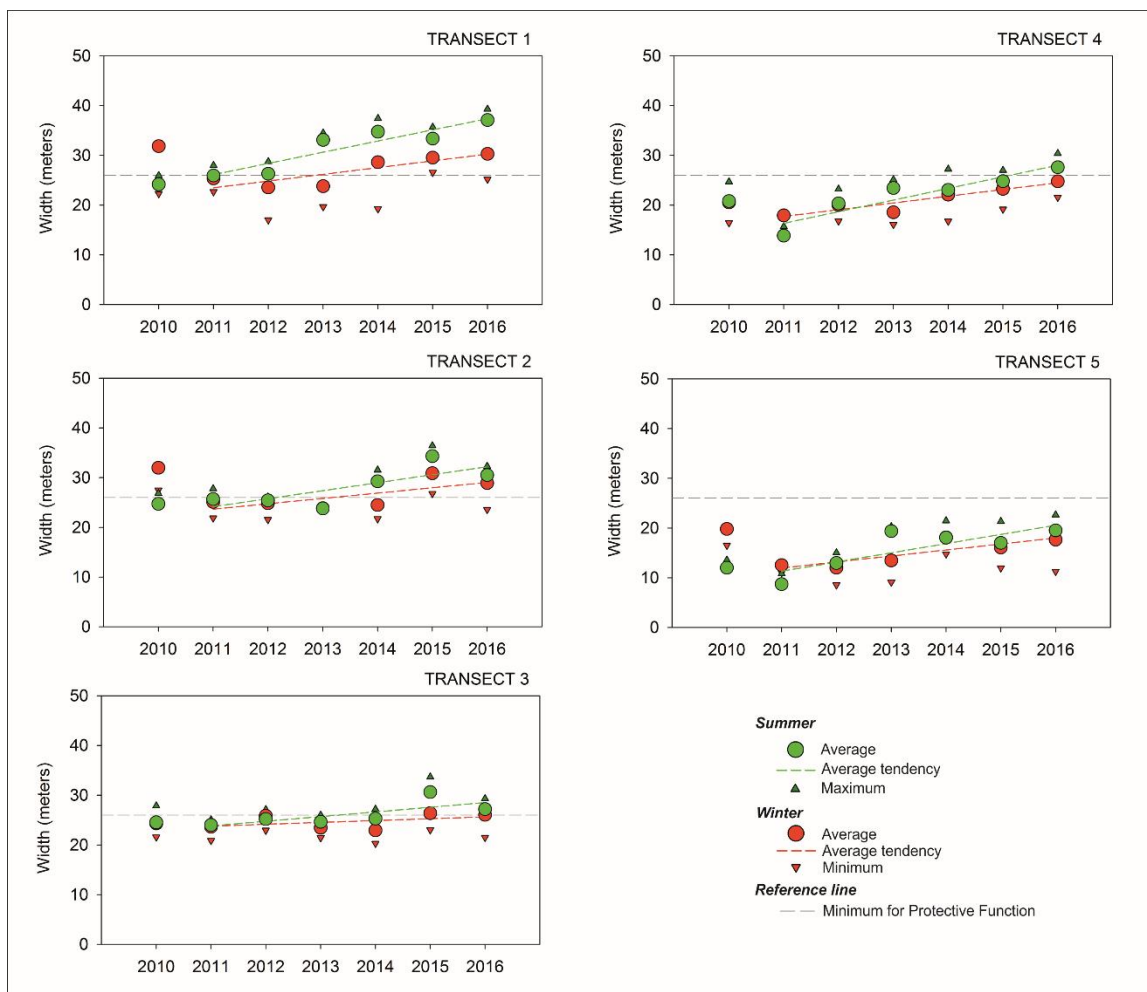 TRANSECT 1
Width (meters)
50
40
30
20
10
0
2010 2011 2012 2013 2014 2015 2016
TRANSECT 2
Width (meters)
50
40
30
20
10
0
2010 2011 2012 2013 2014 2015 2016
TRANSECT 3
Width (meters)
50
40
30
20
10
0
2010 2011 2012 2013 2014 2015 2016
TRANSECT 4
Width (meters)
50
40
30
20
10
0
2010 2011 2012 2013 2014 2015 2016
TRANSECT 5
Width (meters)
50
40
30
20
10
0
2010 2011 2012 2013 2014 2015 2016
Summer
Average
Average tendency
Maximum
Winter
Average
Average tendency
Minimum
Reference line
Minimum for Protective Function